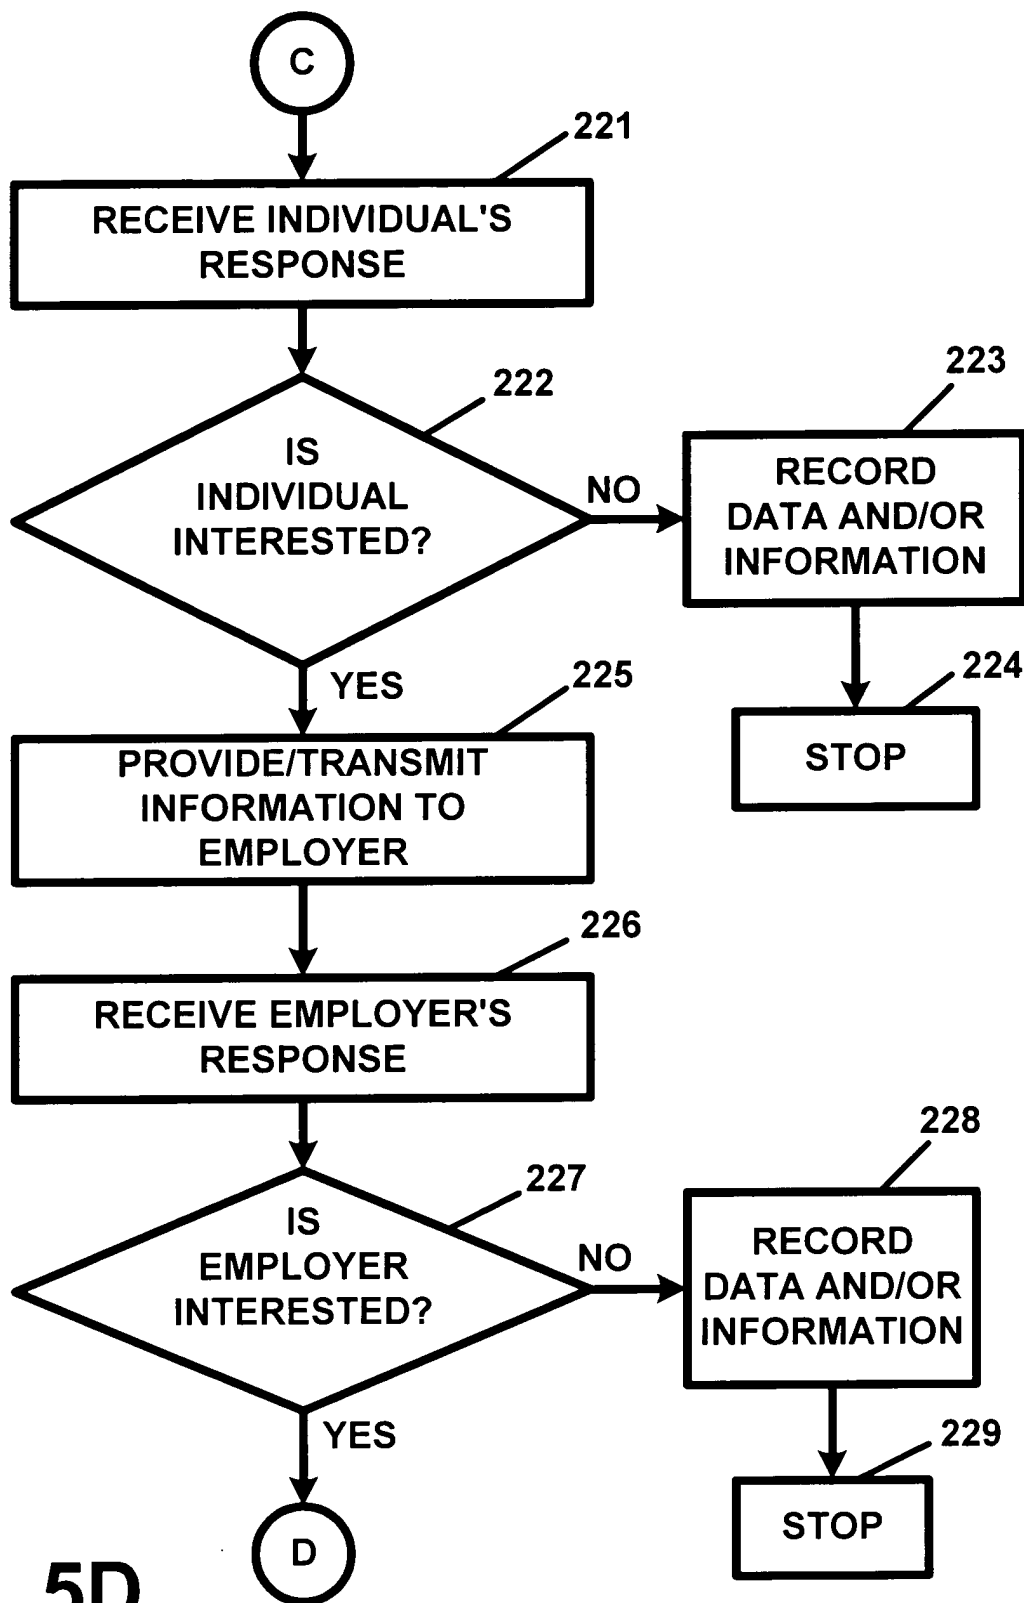 C
221
RECEIVE INDIVIDUAL'S
RESPONSE
222
IS
INDIVIDUAL
INTERESTED?
NO
223
RECORD
DATA AND/OR
INFORMATION
224
STOP
YES
225
PROVIDE/TRANSMIT
INFORMATION TO
EMPLOYER
226
RECEIVE EMPLOYER'S
RESPONSE
227
IS
EMPLOYER
INTERESTED?
NO
228
RECORD
DATA AND/OR
INFORMATION
229
STOP
YES
D
5D